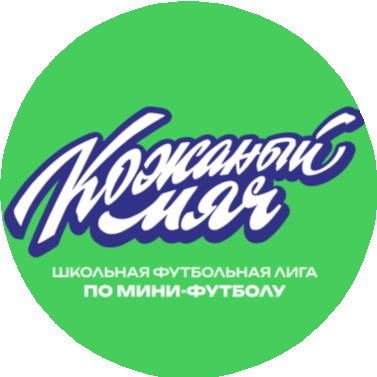 Кожаный
мяч
ШКОЛЬНАЯ ФУТБОЛЬНАЯ ЛИГА
ПО МИНИ-ФУТБОЛУ